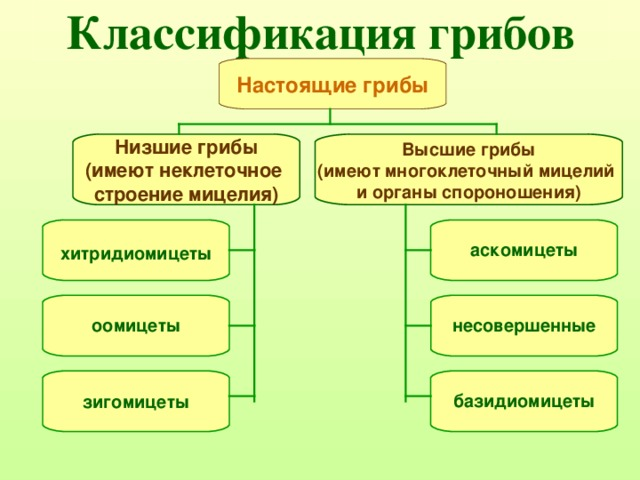 Классификация грибов
Настоящие грибы
Низшие грибы
(имеют неклеточное
строение мицелия)
Высшие грибы
(имеют многоклеточный мицелий
и органы спороношения)
хитридиомицеты
аскомицеты
оомицеты
несовершенные
зигомицеты
базидиомицеты